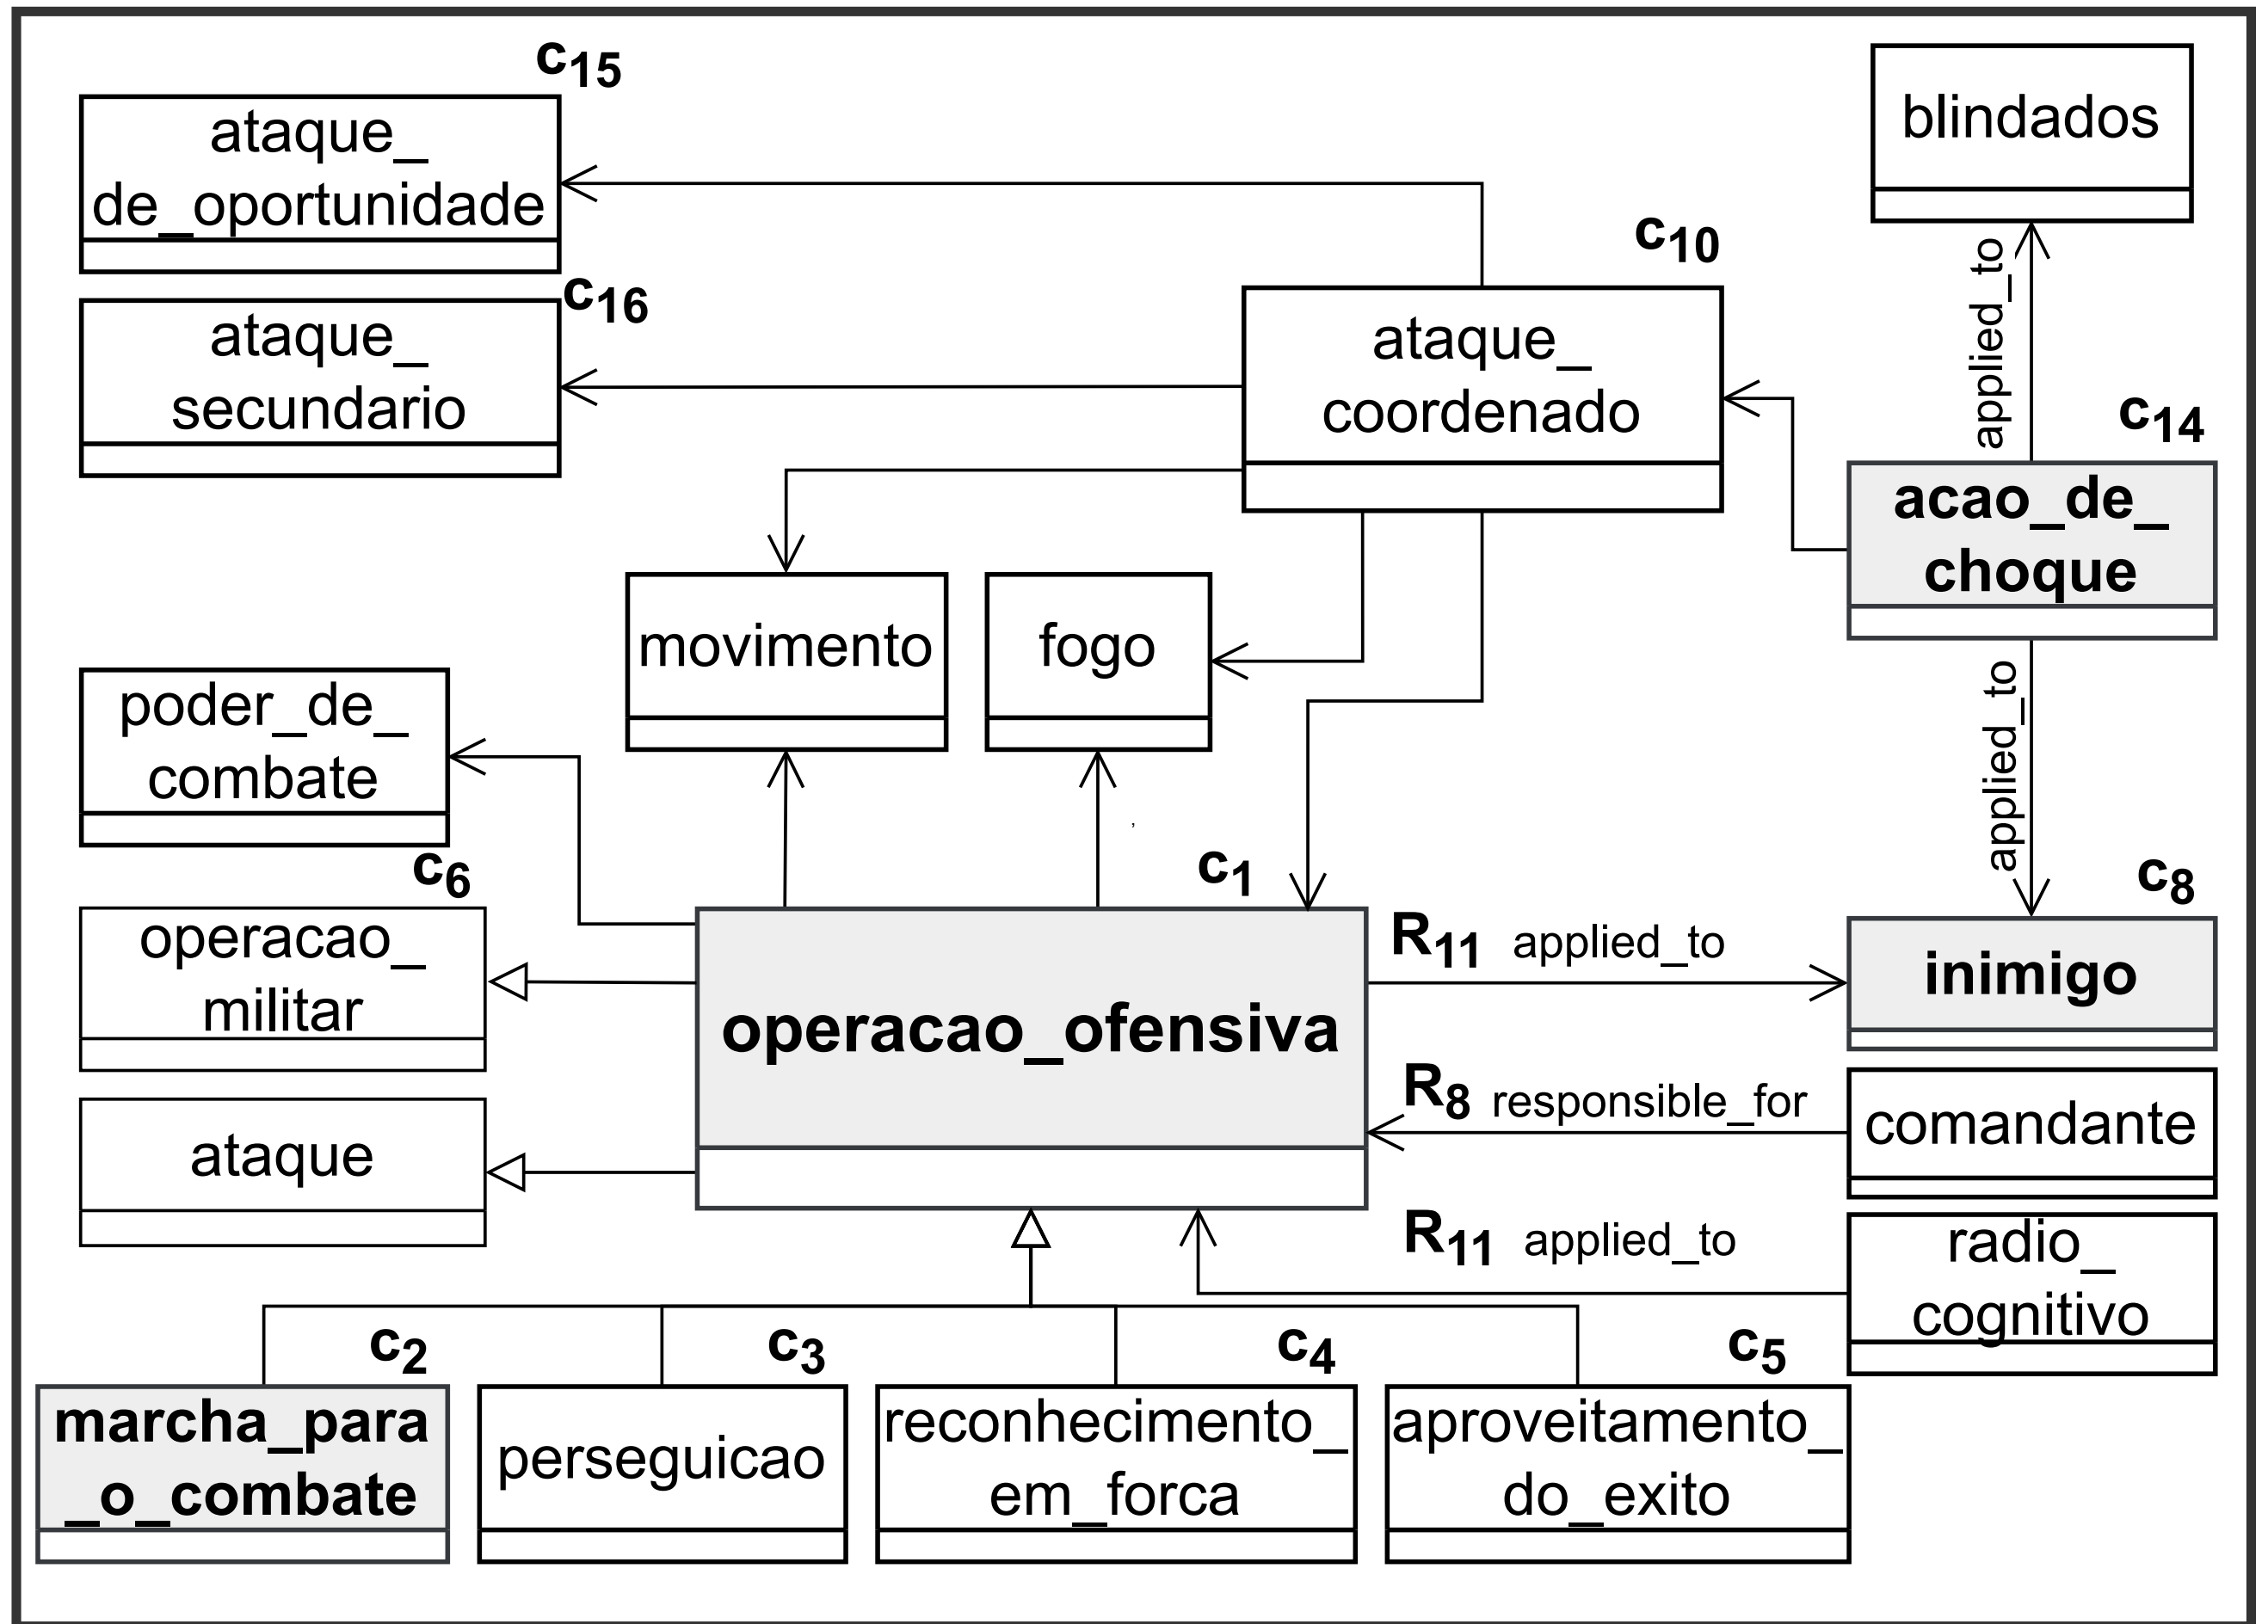 c15
ataque_
de_oportunidade
blindados
c10
c16
ataque_
secundario
ataque_
coordenado
applied_to
c14
acao_de_
choque
movimento
fogo
poder_de_
combate
applied_to
,
c6
c1
c8
operacao_
militar
operacao_ofensiva
R11 applied_to
inimigo
R8 responsible_for
comandante
ataque
R11 applied_to
radio_
cognitivo
c2
c3
c4
c5
marcha_para
_o_combate
perseguicao
reconhecimento_
em_forca
aproveitamento_
do_exito